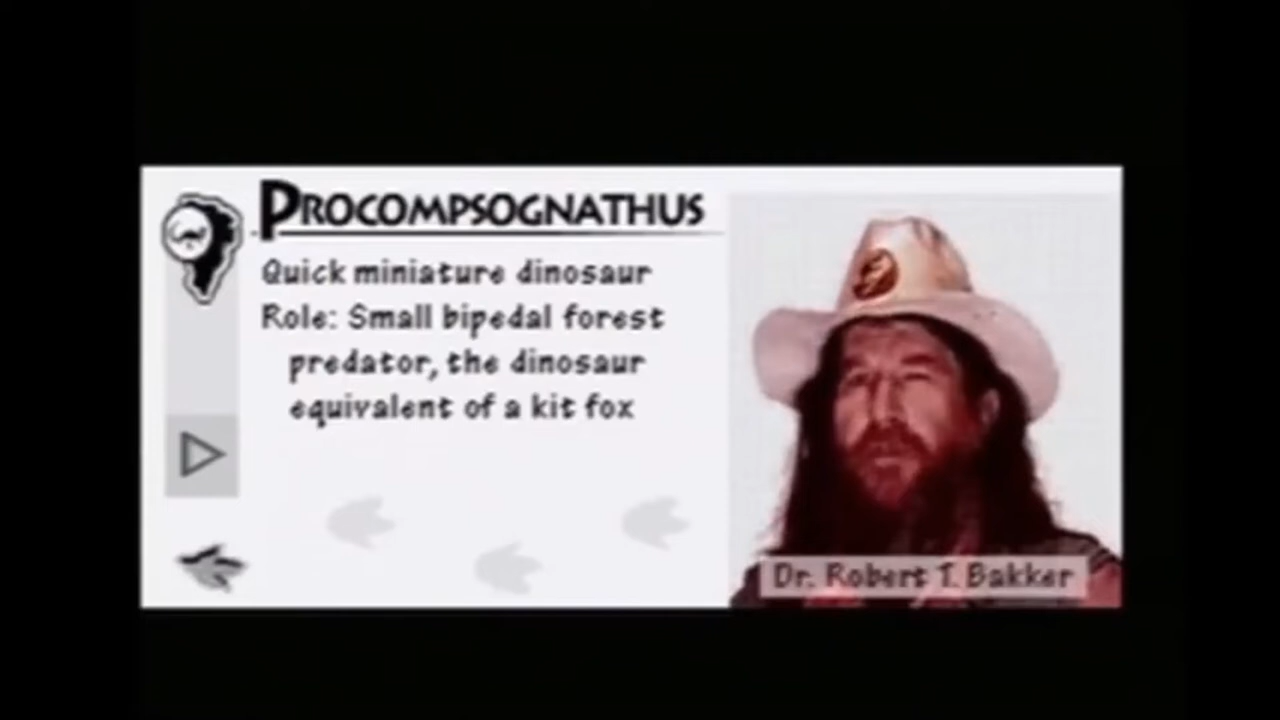 PROCOMPSOGNATHUS
Quick miniature dinosaur
Role: Small bipedal forest
predator, the dinosaur
equivalent of a kit fox
Dr. Robert T. Bakker